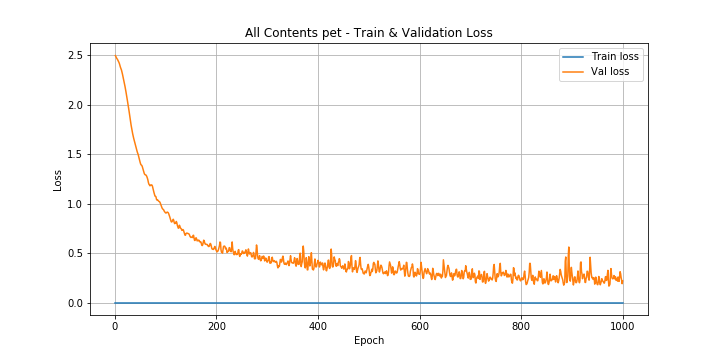 All Contents pet - Train & Validation Loss
Train loss
Val loss
2.5
2.0
1.5
1.0
0.5
0.0
Loss
0 200 400 600 800 1000
Epoch